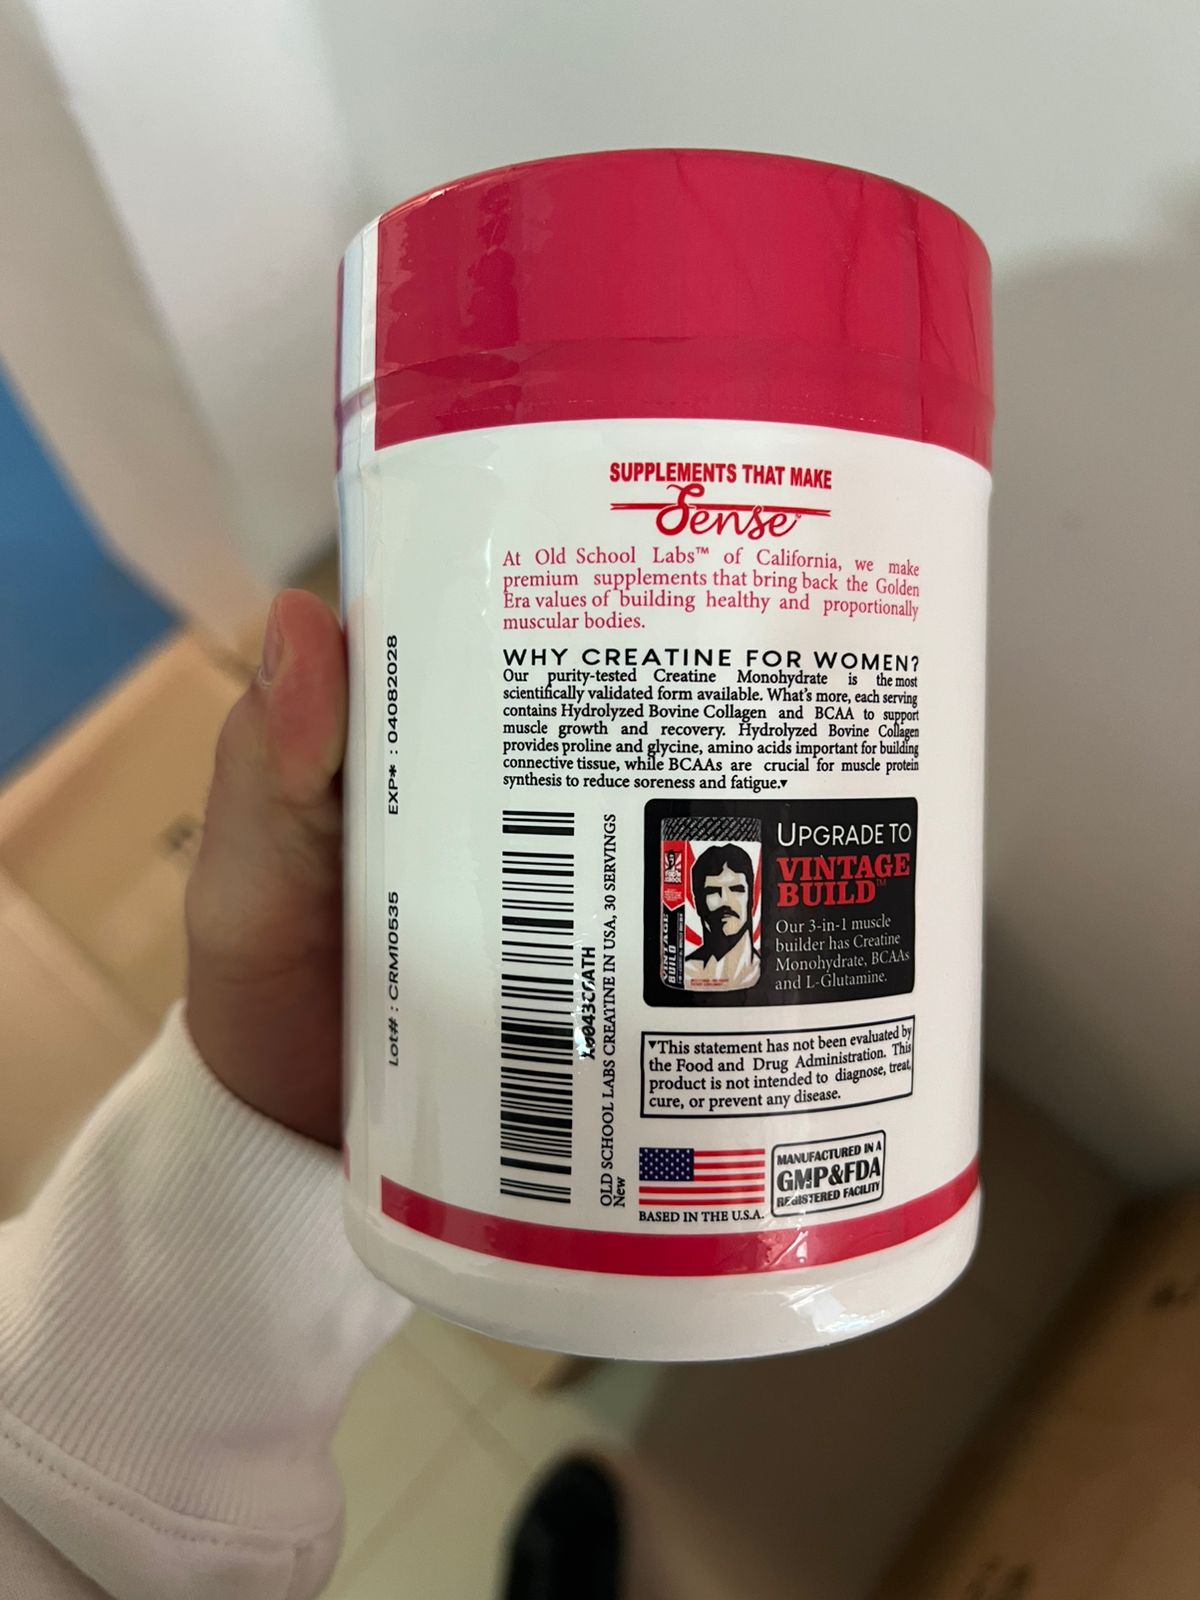 SUPPLEMENTS THAT MAKE
Sense™
At Old School Labs™ of California, we make
premium supplements that bring back the Golden
Era values of building healthy and proportionally
muscular bodies.
WHY CREATINE FOR WOMEN?
Our purity-tested Creatine Monohydrate is the most
scientifically validated form available. What's more, each serving
contains Hydrolyzed Bovine Collagen and BCAA to support
muscle growth and recovery. Hydrolyzed Bovine Collagen
provides proline and glycine, amino acids important for building
connective tissue, while BCAAs are crucial for muscle protein
synthesis to reduce soreness and fatigue.▾
EXP* : 04082028
Lot# : CRM10535
OLD SCHOOL LABS CREATINE IN USA, 30 SERVINGS
New
UPGRADE TO
VINTAGE
BUILD™
Our 3-in-1 muscle
builder has Creatine
Monohydrate, BCAAs
and L-Glutamine.
VINTAGE
BUILD
▾This statement has not been evaluated by
the Food and Drug Administration. This
product is not intended to diagnose, treat,
cure, or prevent any disease.
BASED IN THE U.S.A.
MANUFACTURED IN A
GMP&FDA
REGISTERED FACILITY